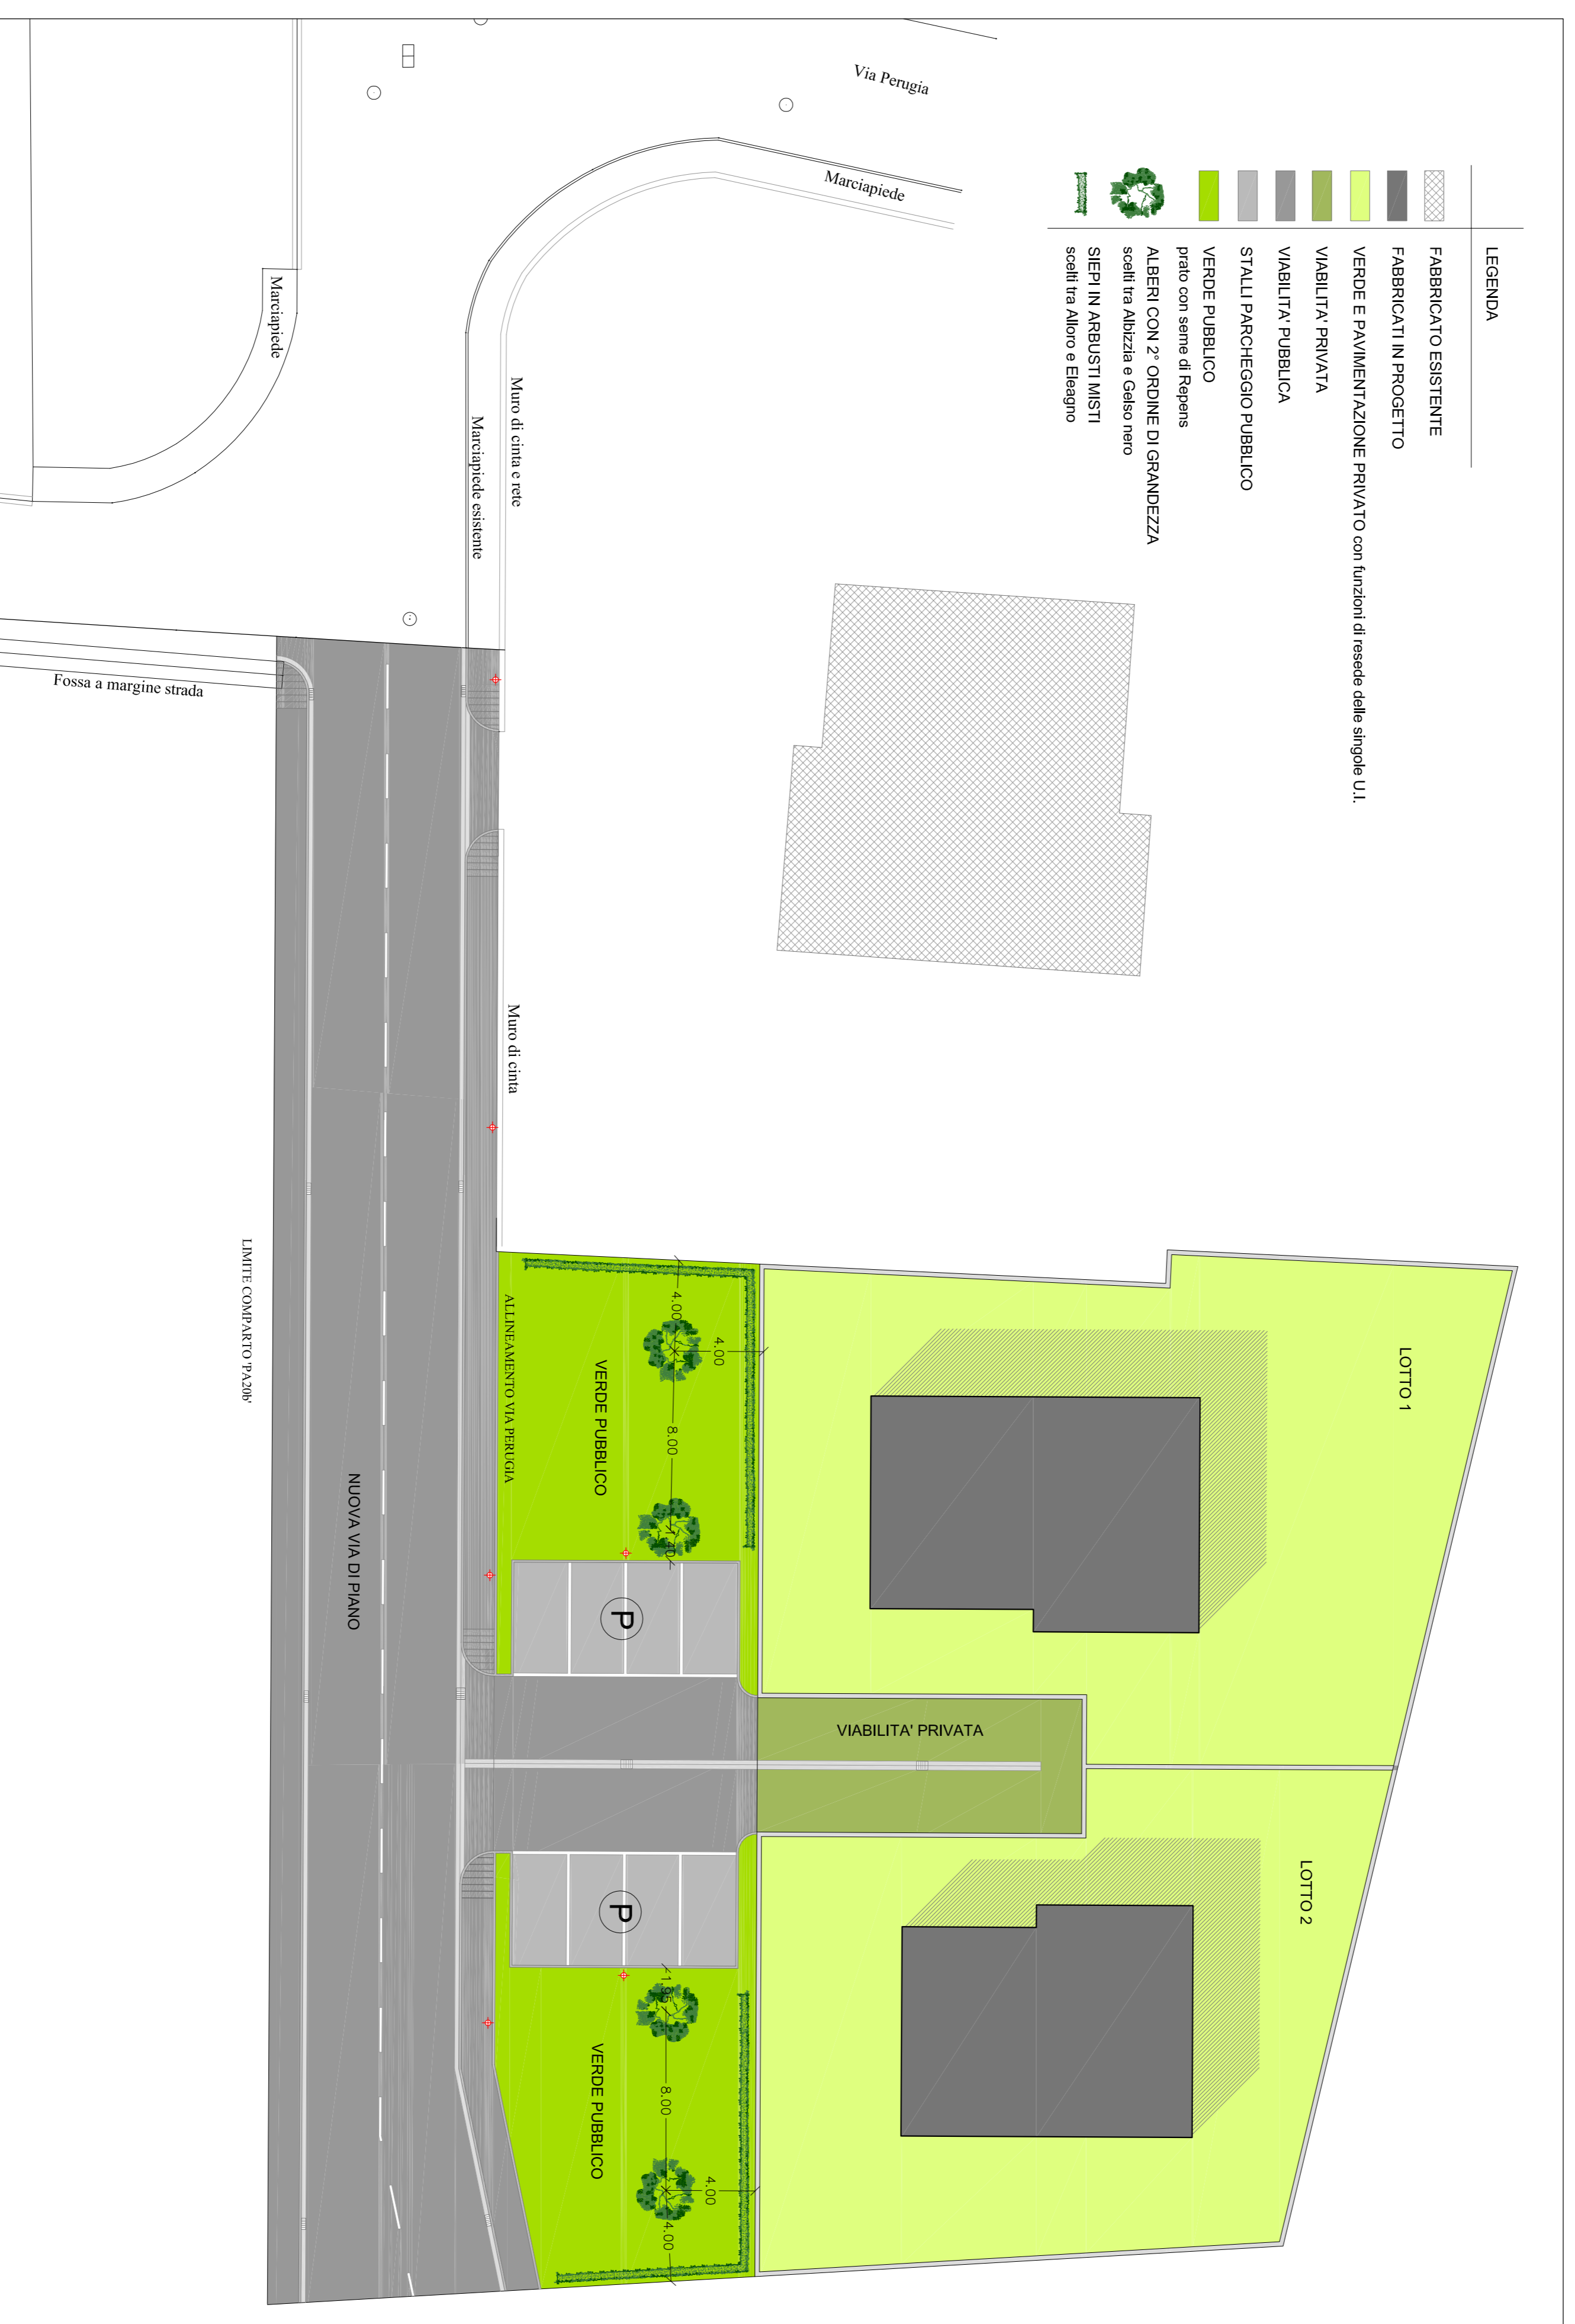 LEGENDA
FABBRICATO ESISTENTE
FABBRICATI IN PROGETTO
VERDE E PAVIMENTAZIONE PRIVATO con funzioni di resede delle singole U.I.
VIABILITA' PRIVATA
VIABILITA' PUBBLICA
STALLI PARCHEGGIO PUBBLICO
VERDE PUBBLICO
prato con seme di Repens
ALBERI CON 2° ORDINE DI GRANDEZZA
scelti tra Albizzia e Gelso nero
SIEPI IN ARBUSTI MISTI
scelti tra Alloro e Eleagno
Via Perugia
Marciapiede
Marciapiede
Muro di cinta e rete
Marciapiede esistente
Fossa a margine strada
Muro di cinta
LIMITE COMPARTO 'PA20b'
ALLINEAMENTO VIA PERUGIA
NUOVA VIA DI PIANO
VERDE PUBBLICO
4.00
4.00
8.00
P
LOTTO 1
VIABILITA' PRIVATA
LOTTO 2
P
1.95
8.00
4.00
4.00
VERDE PUBBLICO